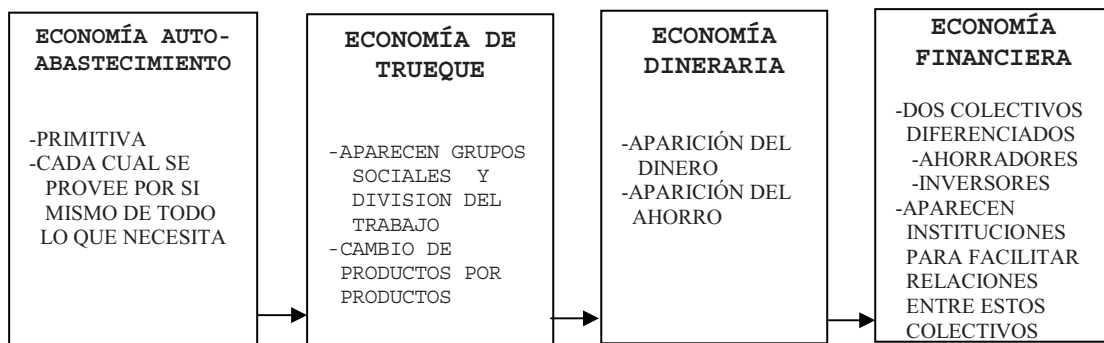 ECONOMÍA AUTO-
ABASTECIMIENTO
-PRIMITIVA
-CADA CUAL SE
PROVEE POR SI
MISMO DE TODO
LO QUE NECESITA
ECONOMÍA DE
TRUEQUE
-APARECEN GRUPOS
SOCIALES Y
DIVISION DEL
TRABAJO
-CAMBIO DE
PRODUCTOS POR
PRODUCTOS
ECONOMÍA
DINERARIA
-APARICIÓN DEL
DINERO
-APARICIÓN DEL
AHORRO
ECONOMÍA
FINANCIERA
-DOS COLECTIVOS
DIFERENCIADOS
-AHORRADORES
-INVERSORES
-APARECEN
INSTITUCIONES
PARA FACILITAR
RELACIONES
ENTRE ESTOS
COLECTIVOS